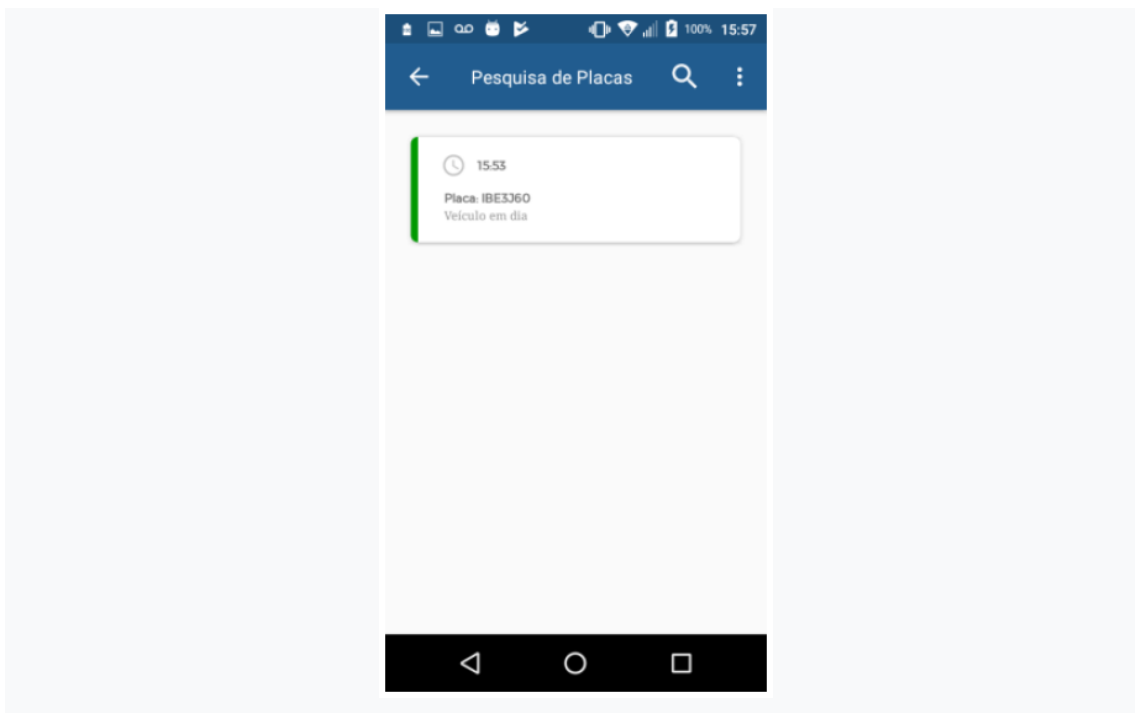 100% 15:57
Pesquisa de Placas
15:53
Placa: IBE3J60
Veículo em dia